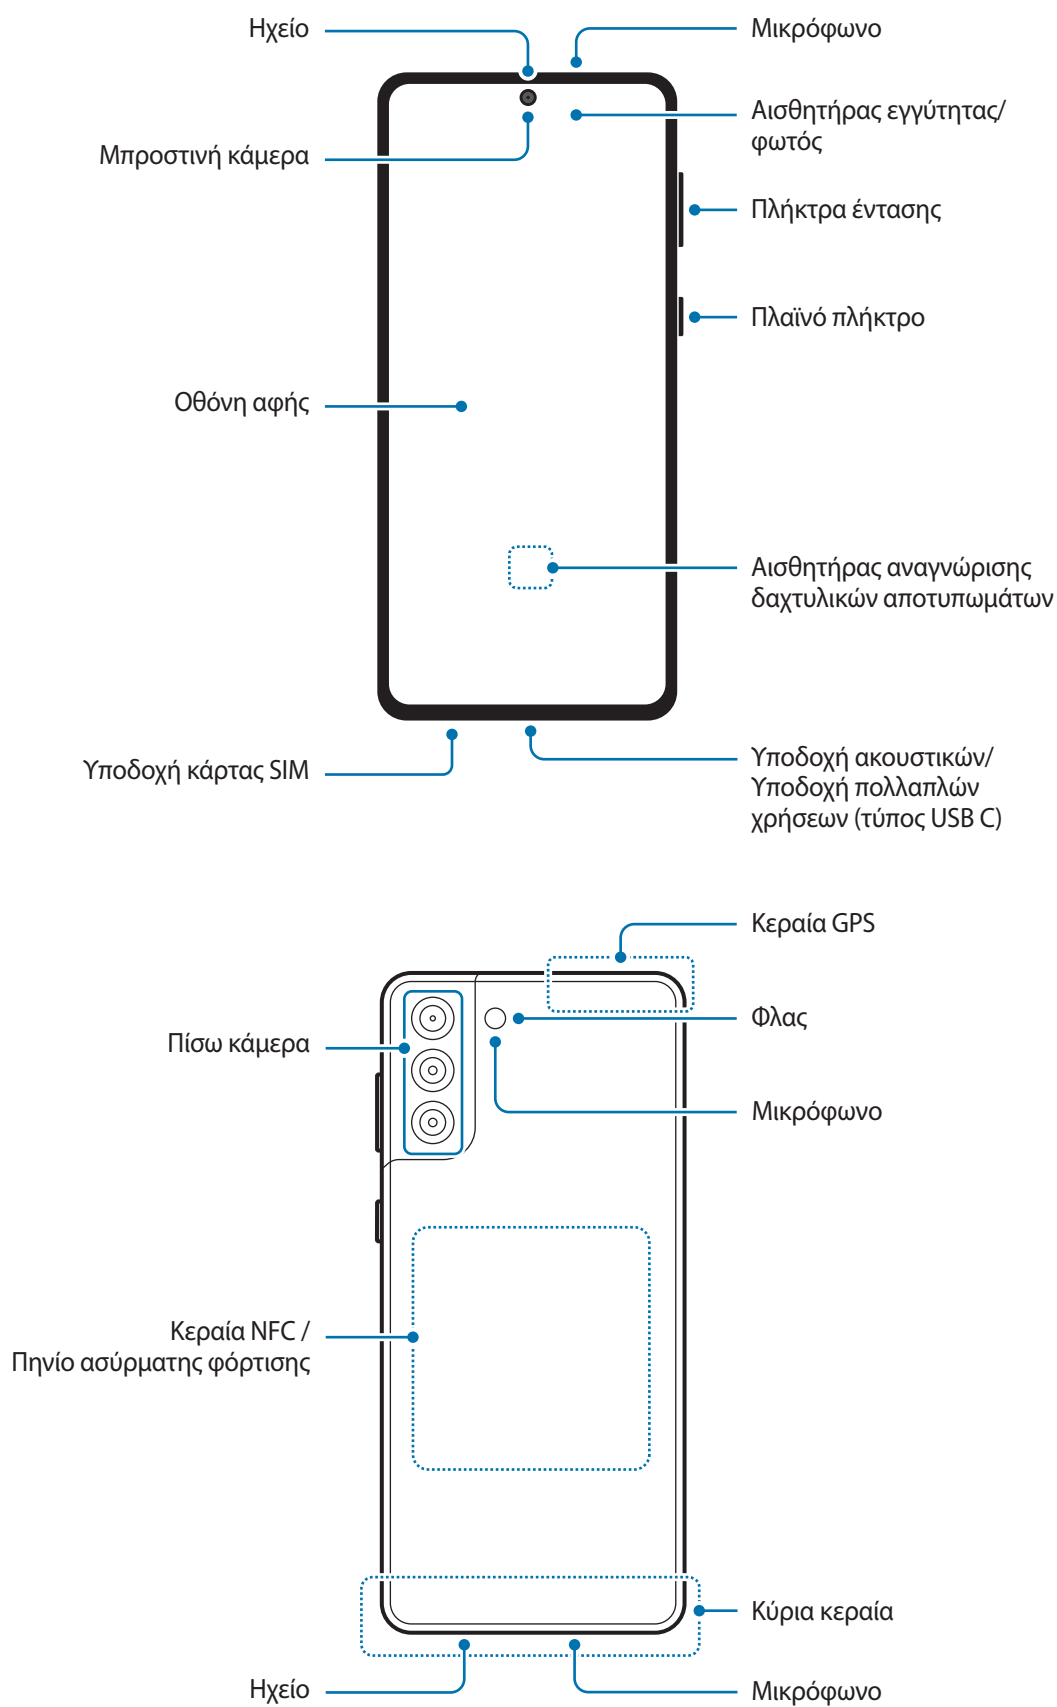 Ηχείο
Μικρόφωνο
Αισθητήρας εγγύτητας/
φωτός
Μπροστινή κάμερα
Πλήκτρα έντασης
Πλαϊνό πλήκτρο
Οθόνη αφής
Αισθητήρας αναγνώρισης
δαχτυλικών αποτυπωμάτων
Υποδοχή κάρτας SIM
Υποδοχή ακουστικών/
Υποδοχή πολλαπλών
χρήσεων (τύπος USB C)
Κεραία GPS
Φλας
Πίσω κάμερα
Μικρόφωνο
Κεραία NFC /
Πηνίο ασύρματης φόρτισης
Κύρια κεραία
Ηχείο
Μικρόφωνο